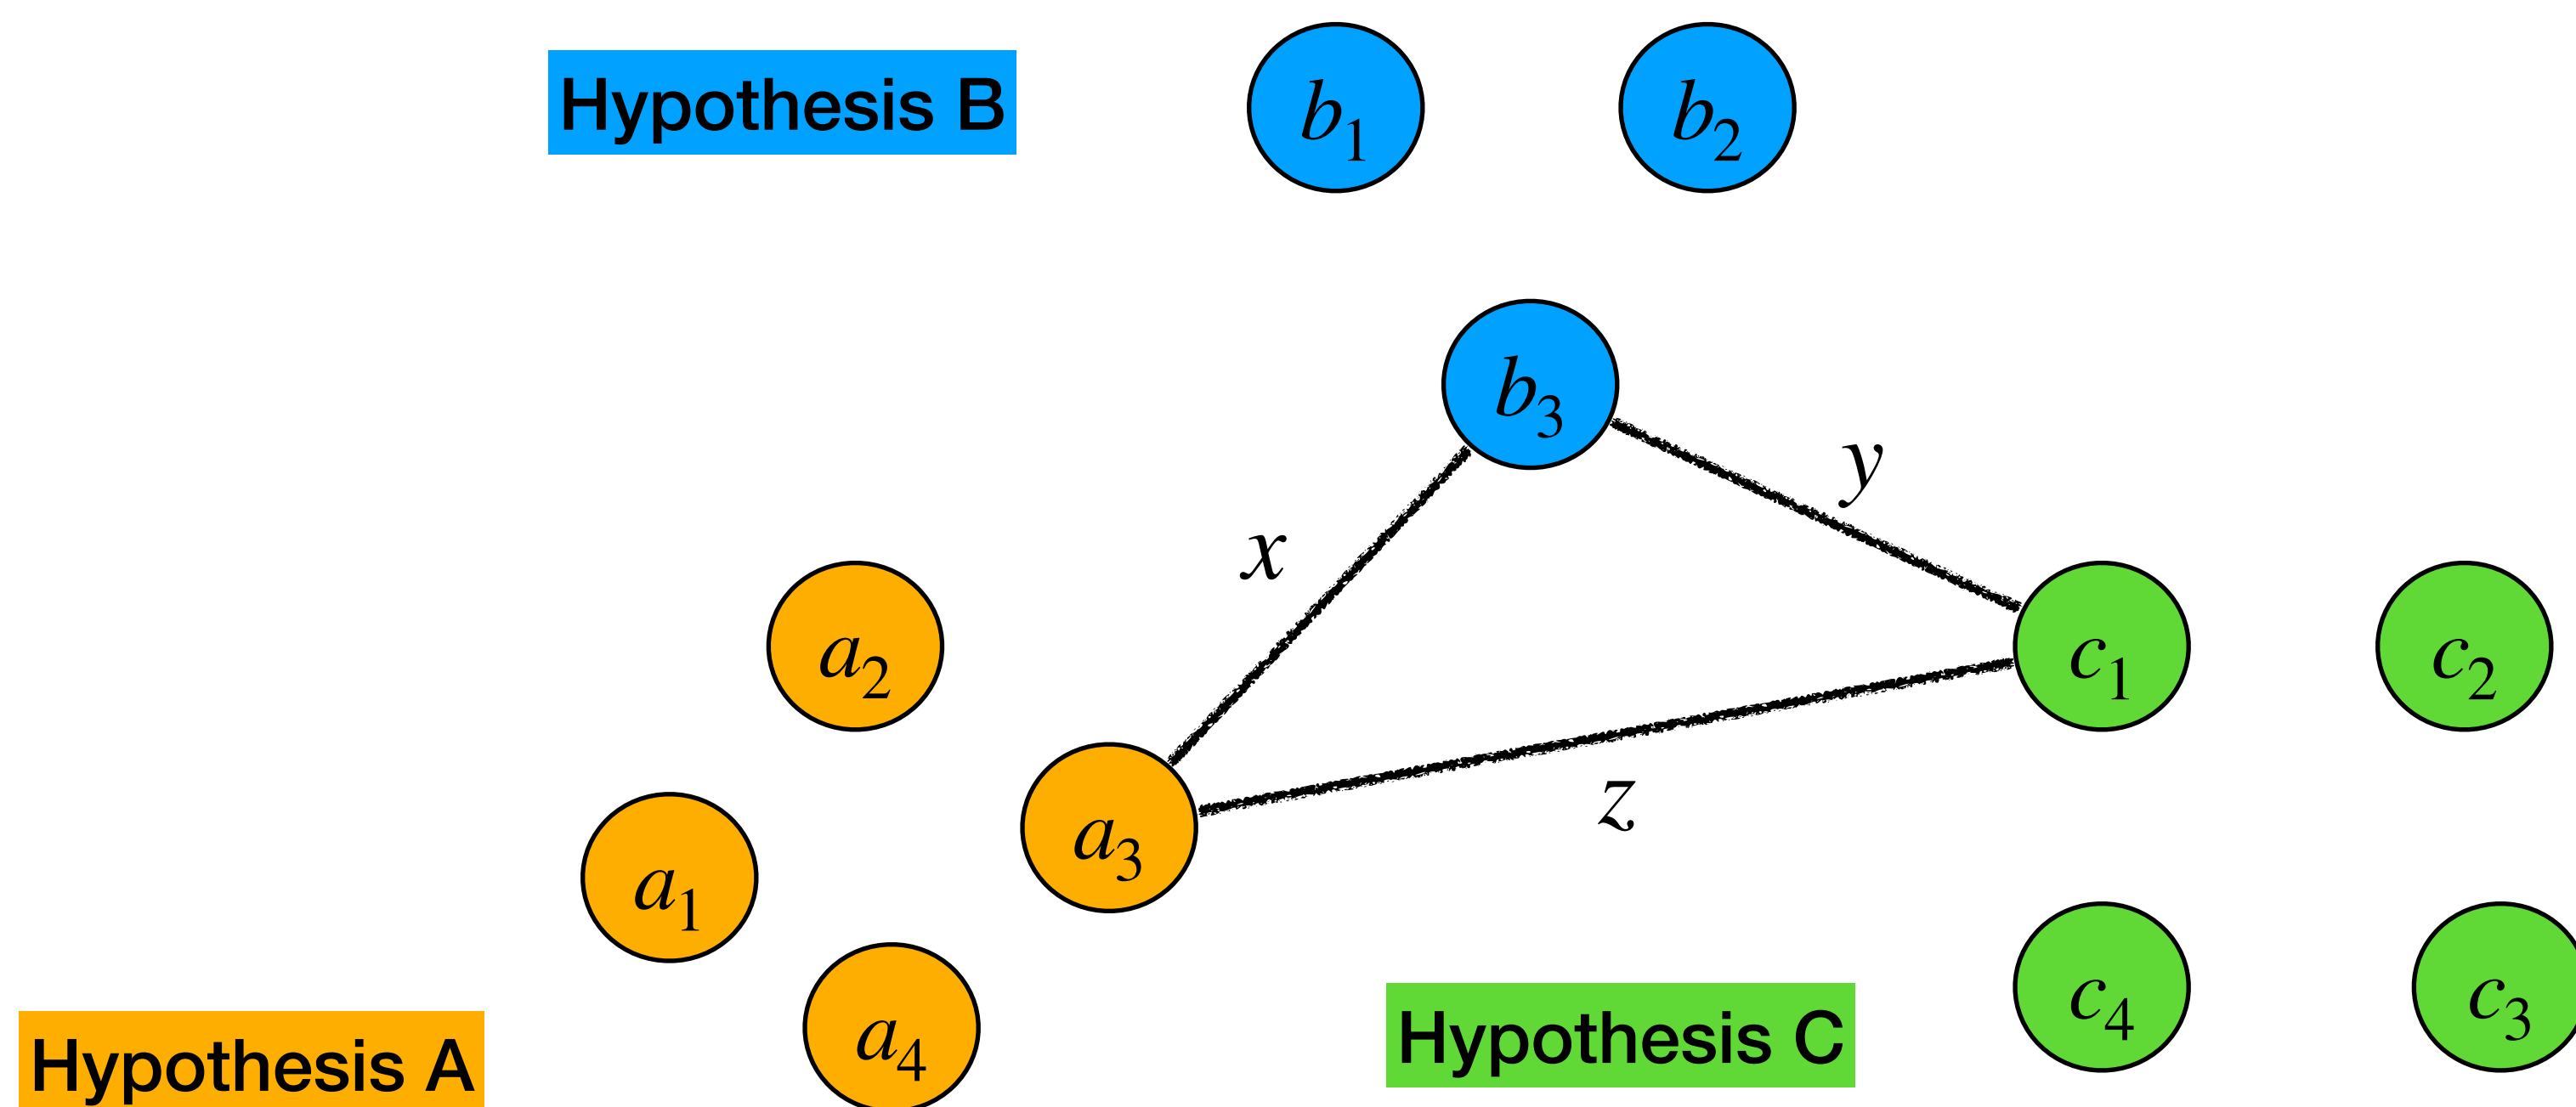 Hypothesis B
b₁
b₂
b₃
y
x
a₂
c₁
c₂
z
a₃
a₁
c₄
c₃
a₄
Hypothesis C
Hypothesis A